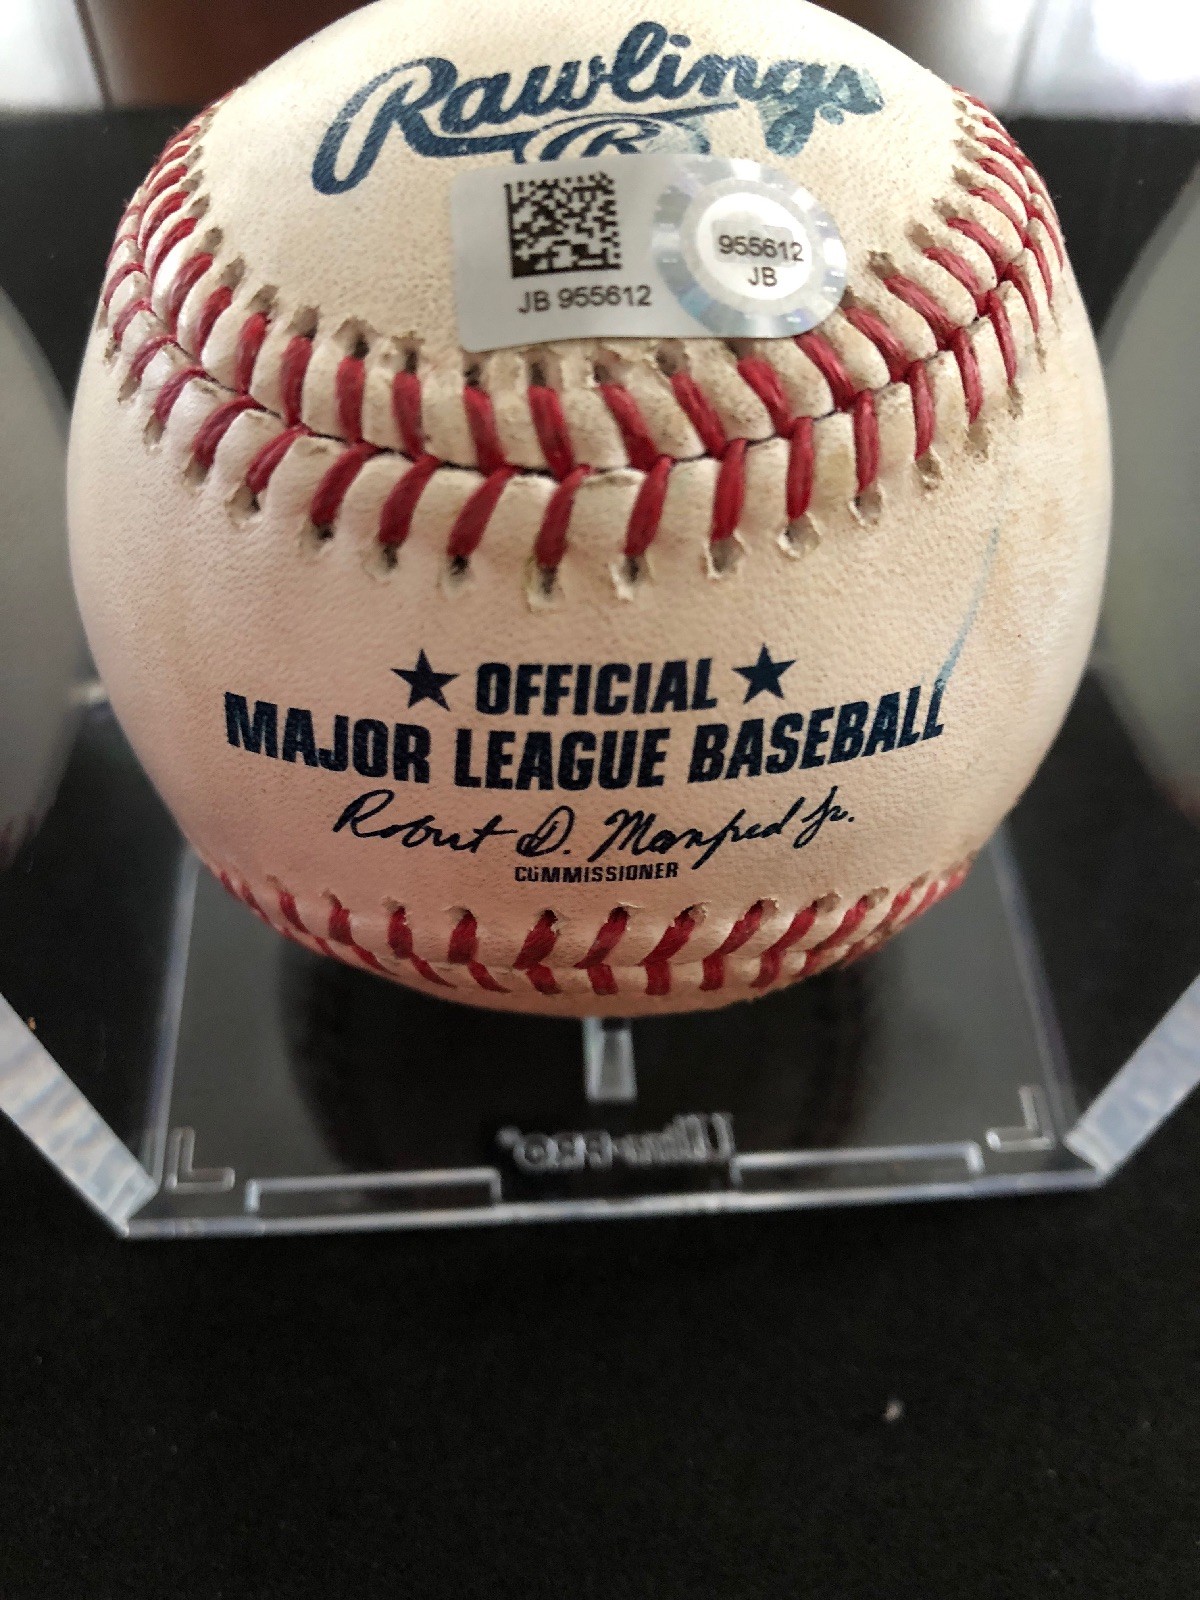 Rawlings
R
955612
JB
JB 955612
★ OFFICIAL ★
MAJOR LEAGUE BASEBALL
Robert D. Manfred Jr.
COMMISSIONER